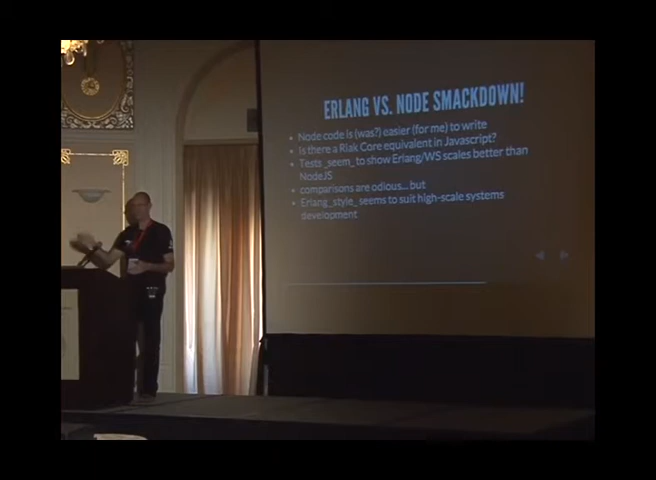 ERLANG VS. NODE SMACKDOWN!
Node code is (was?) easier (for me) to write
Is there a Riak Core equivalent in Javascript?
Tests _seem_ to show Erlang/WS scales better than
NodeJS
comparisons are odious... but
Erlang _style_ seems to suit high-scale systems
development